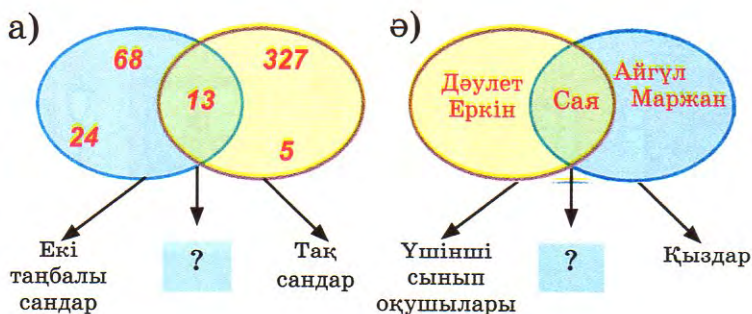 а)
68
327
13
24
5
Екі
таңбалы
сандар
?
Тақ
сандар
ә)
Дәулет
Еркін
Сая
Айгүл
Маржан
Үшінші
сынып
оқушылары
?
Қыздар